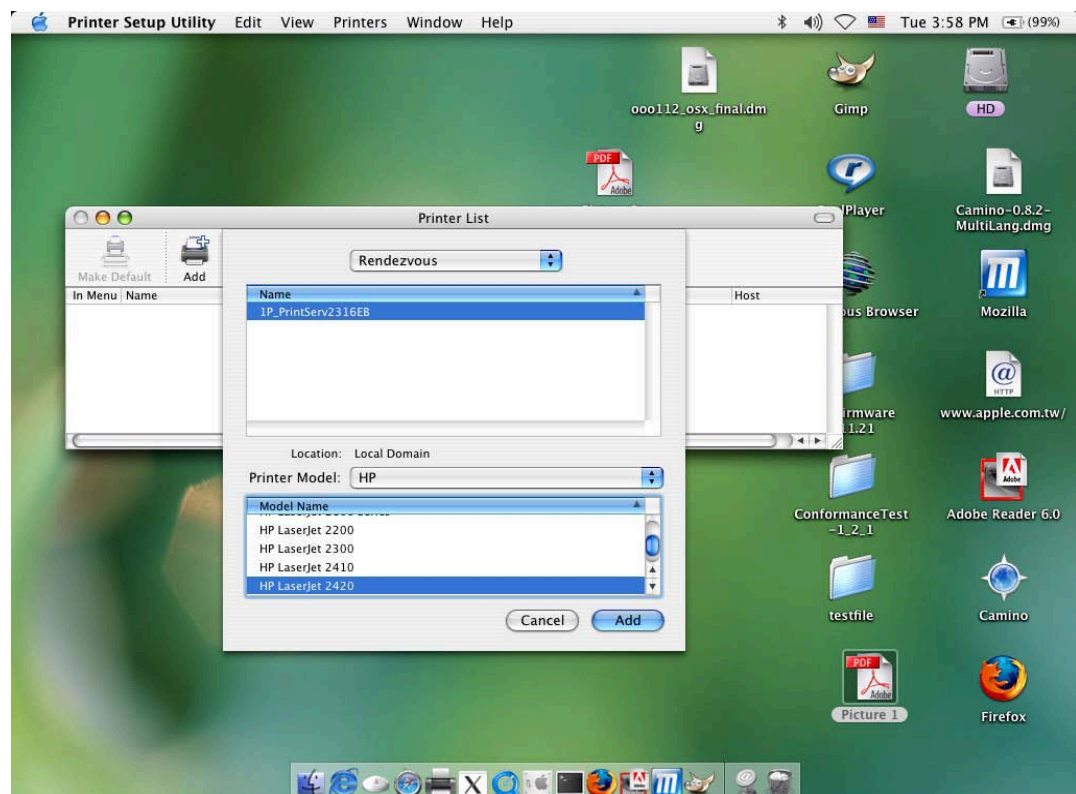 Printer Setup Utility Edit View Printers Window Help Tue 3:58 PM (99%)
ooo112_osx_final.dm
g
Gimp
HD
PDF
Adobe
lPlayer
Camino-0.8.2-
MultiLang.dmg
Printer List
Make Default Add
Rendezvous
In Menu Name Host
Name
1P_PrintServ2316EB
ous Browser
Mozilla
HTTP
irmware
11.21
www.apple.com.tw/
Location: Local Domain
Printer Model: HP
Model Name
HP LaserJet 2200
HP LaserJet 2300
HP LaserJet 2410
HP LaserJet 2420
Cancel Add
ConformanceTest
-1_2_1
Adobe
Adobe Reader 6.0
testfile
Camino
PDF
Adobe
Picture 1
Firefox